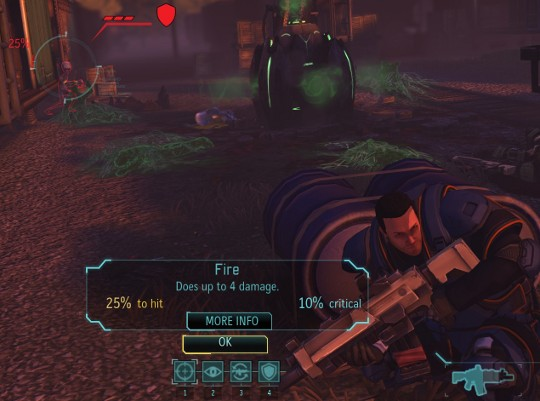 25%
Fire
Does up to 4 damage.
25% to hit 10% critical
MORE INFO
OK
1 2 3 4